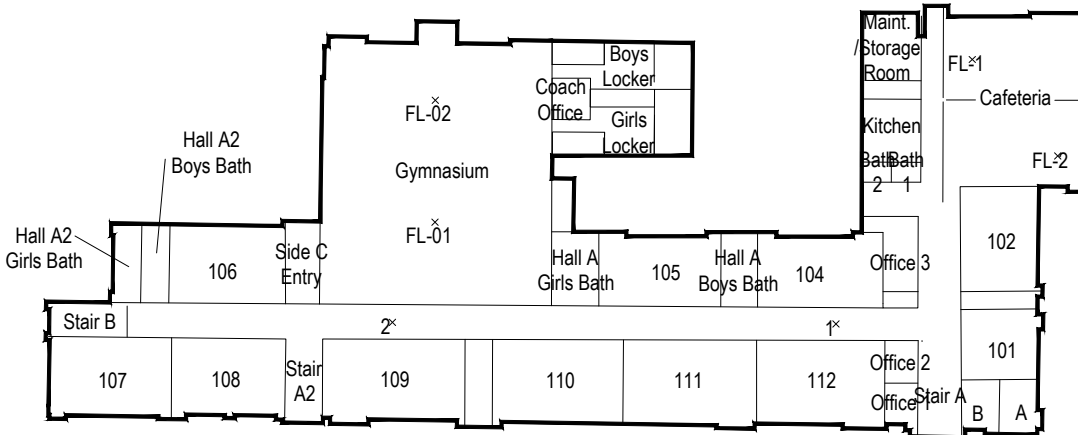 Maint.
/Storage
Room
Boys
Locker
FL-1
Coach
Office
Cafeteria
FL-02
Girls
Locker
Kitchen
Hall A2
Boys Bath
Bath
2
Bath
1
FL-2
Gymnasium
Hall A2
Girls Bath
FL-01
102
Side C
Entry
106
Hall A
Girls Bath
105
Hall A
Boys Bath
104
Office 3
Stair B
2
1
101
Office 2
Stair
A2
107
108
109
110
111
112
Stair A
Office 1
B
A